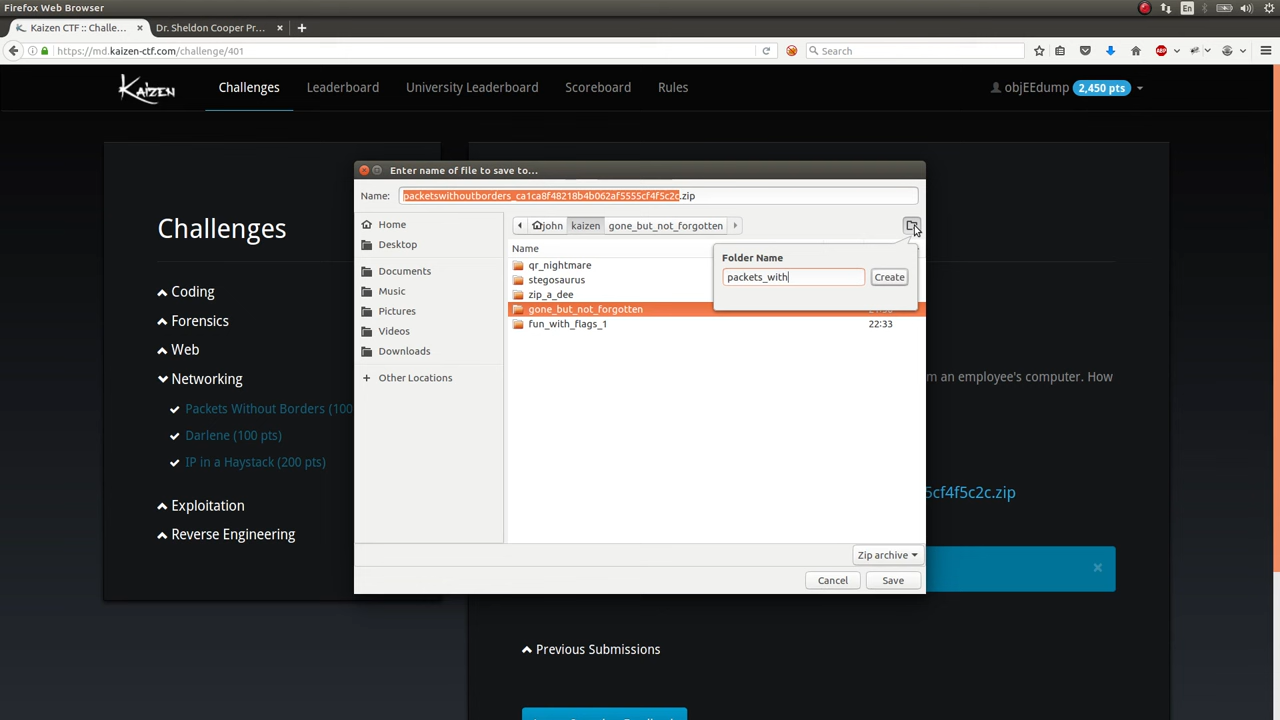 Firefox Web Browser
En
Kaizen CTF :: Challe... ×
Dr. Sheldon Cooper Pr... ×
https://md.kaizen-ctf.com/challenge/401
Search
ABP
KAIZEN
Challenges
Leaderboard
University Leaderboard
Scoreboard
Rules
objEEdump 2,450 pts
Challenges
Coding
Forensics
Web
Networking
Packets Without Borders (100
Darlene (100 pts)
IP in a Haystack (200 pts)
Exploitation
Reverse Engineering
Enter name of file to save to...
Name: packetswithoutborders_ca1ca8f48218b4b062af5555cf4f5c2c.zip
Home
Desktop
Documents
Music
Pictures
Videos
Downloads
+ Other Locations
john
kaizen
gone_but_not_forgotten
Name
qr_nightmare
stegosaurus
zip_a_dee
gone_but_not_forgotten
fun_with_flags_1
22:33
Folder Name
packets_with
Create
Zip archive
Cancel
Save
m an employee's computer. How
5cf4f5c2c.zip
×
Previous Submissions